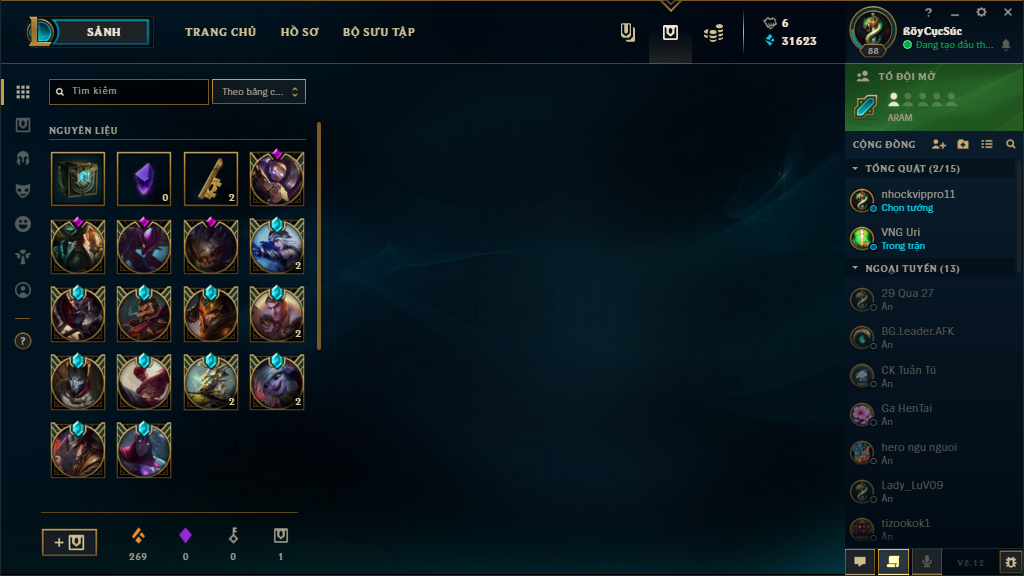 SẢNH
TRANG CHỦ
HỒ SƠ
BỘ SƯU TẬP
6
31623
88
ßöyCụcSúc
Đang tạo đấu th...
Tìm kiếm
Theo bảng c...
NGUYÊN LIỆU
0
2
2
2
2
2
269
0
0
1
TỔ ĐỘI MỞ
ARAM
CỘNG ĐỒNG
TỔNG QUÁT (2/15)
nhockvippro11
Chọn tướng
VNG Uri
Trong trận
NGOẠI TUYẾN (13)
29 Qua 27
Ẩn
BG.Leader.AFK
Ẩn
CK Tuân Tú
Ẩn
Ga HenTai
Ẩn
hero ngu nguoi
Ẩn
Lady_LuV09
Ẩn
tizookok1
Ẩn
V8.12